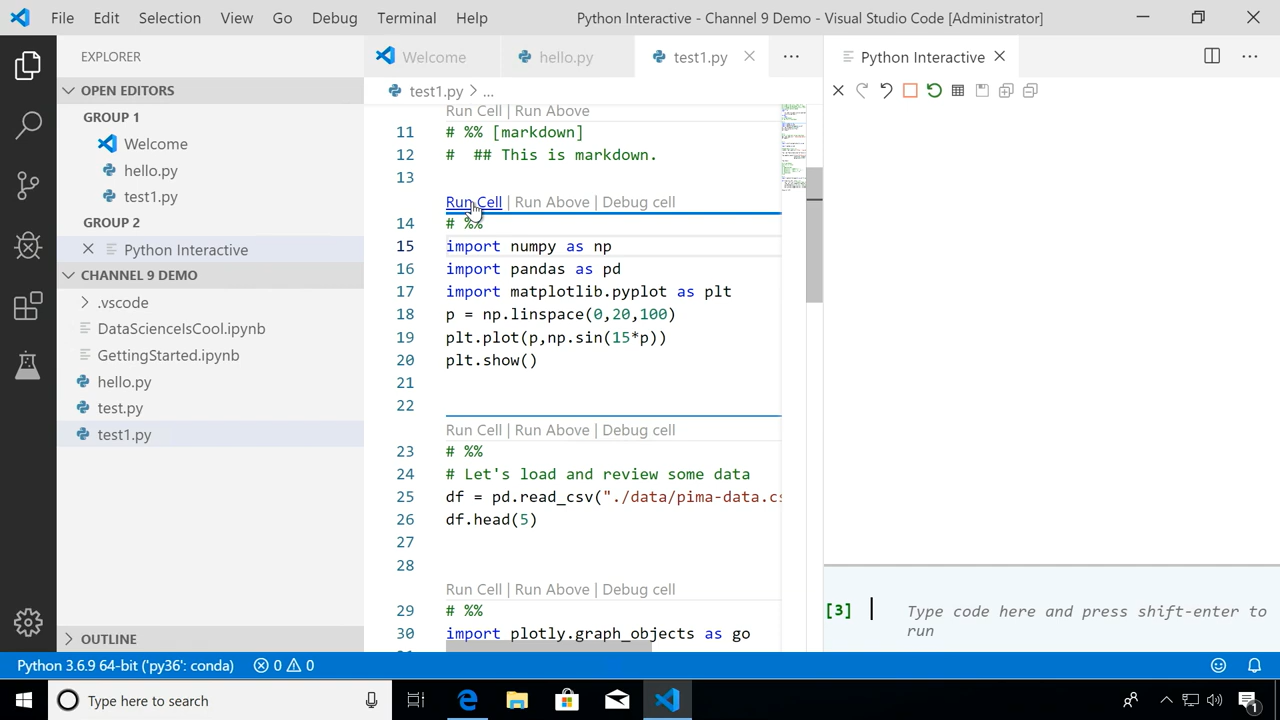 File Edit Selection View Go Debug Terminal Help Python Interactive - Channel 9 Demo - Visual Studio Code [Administrator]
EXPLORER
OPEN EDITORS
GROUP 1
Welcome
hello.py
test1.py
GROUP 2
Python Interactive
CHANNEL 9 DEMO
.vscode
DataScienceIsCool.ipynb
GettingStarted.ipynb
hello.py
test.py
test1.py
OUTLINE
Welcome hello.py test1.py
test1.py > ...
Run Cell | Run Above
11 # %% [markdown]
12 #  ## This is markdown.
13
Run Cell | Run Above | Debug cell
14 # %%
15 import numpy as np
16 import pandas as pd
17 import matplotlib.pyplot as plt
18 p = np.linspace(0,20,100)
19 plt.plot(p,np.sin(15*p))
20 plt.show()
21
22
Run Cell | Run Above | Debug cell
23 # %%
24 # Let's load and review some data
25 df = pd.read_csv("./data/pima-data.cs
26 df.head(5)
27
28
Run Cell | Run Above | Debug cell
29 # %%
30 import plotly.graph_objects as go
Python Interactive
[3] Type code here and press shift-enter to
run
Python 3.6.9 64-bit ('py36': conda) 0 0
Type here to search
1